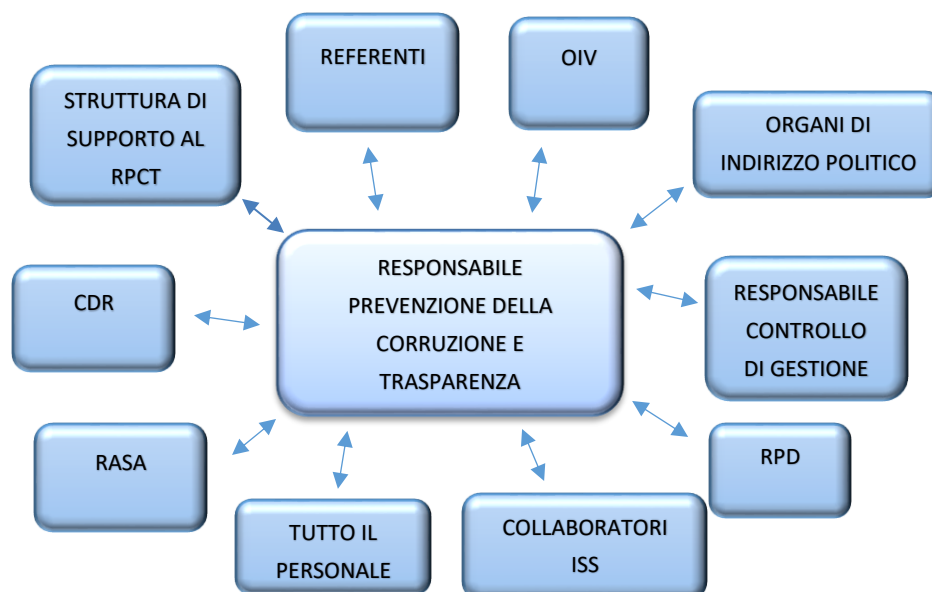 REFERENTI
OIV
STRUTTURA DI
SUPPORTO AL
RPCT
ORGANI DI
INDIRIZZO POLITICO
RESPONSABILE
PREVENZIONE DELLA
CORRUZIONE E
TRASPARENZA
CDR
RESPONSABILE
CONTROLLO
DI GESTIONE
RASA
RPD
TUTTO IL
PERSONALE
COLLABORATORI
ISS